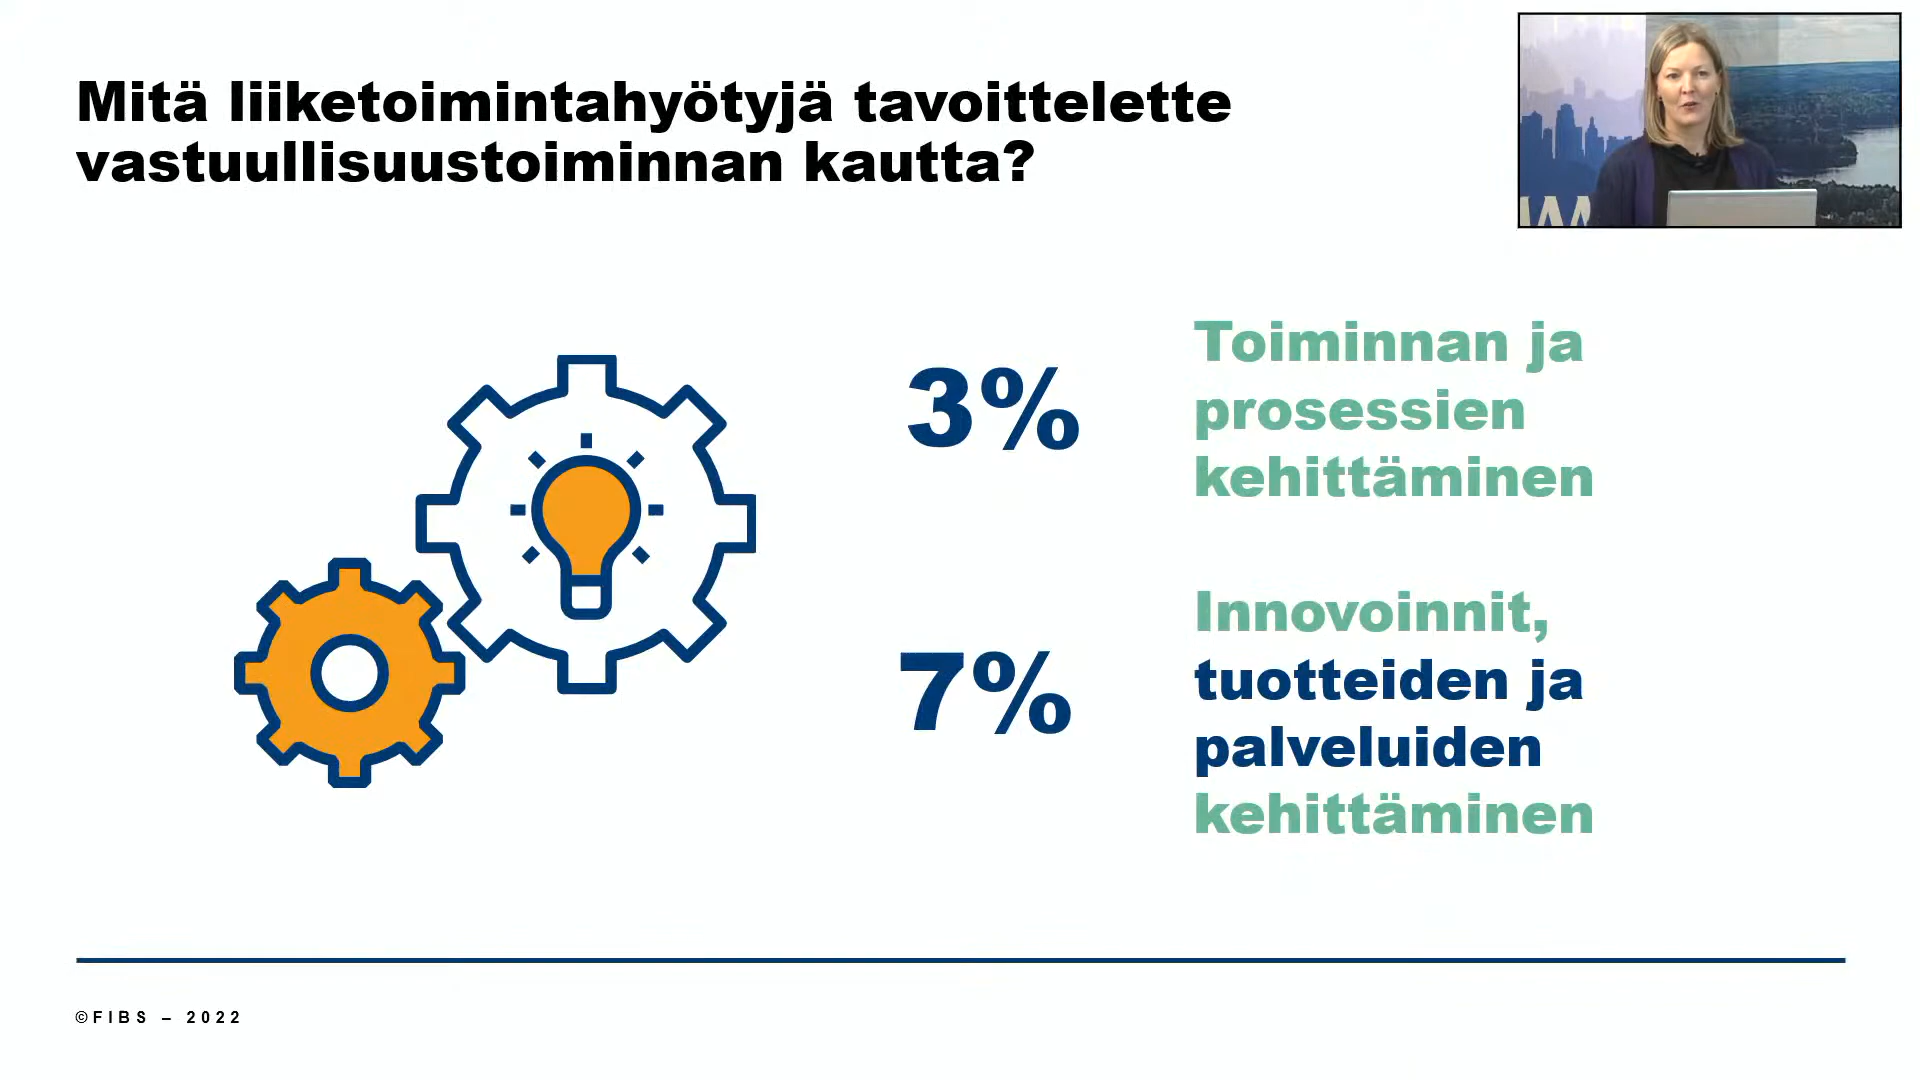 Mitä liiketoimintahyötyjä tavoittelette
vastuullisuustoiminnan kautta?
3%
Toiminnan ja
prosessien
kehittäminen
7%
Innovoinnit,
tuotteiden ja
palveluiden
kehittäminen
©FIBS – 2022